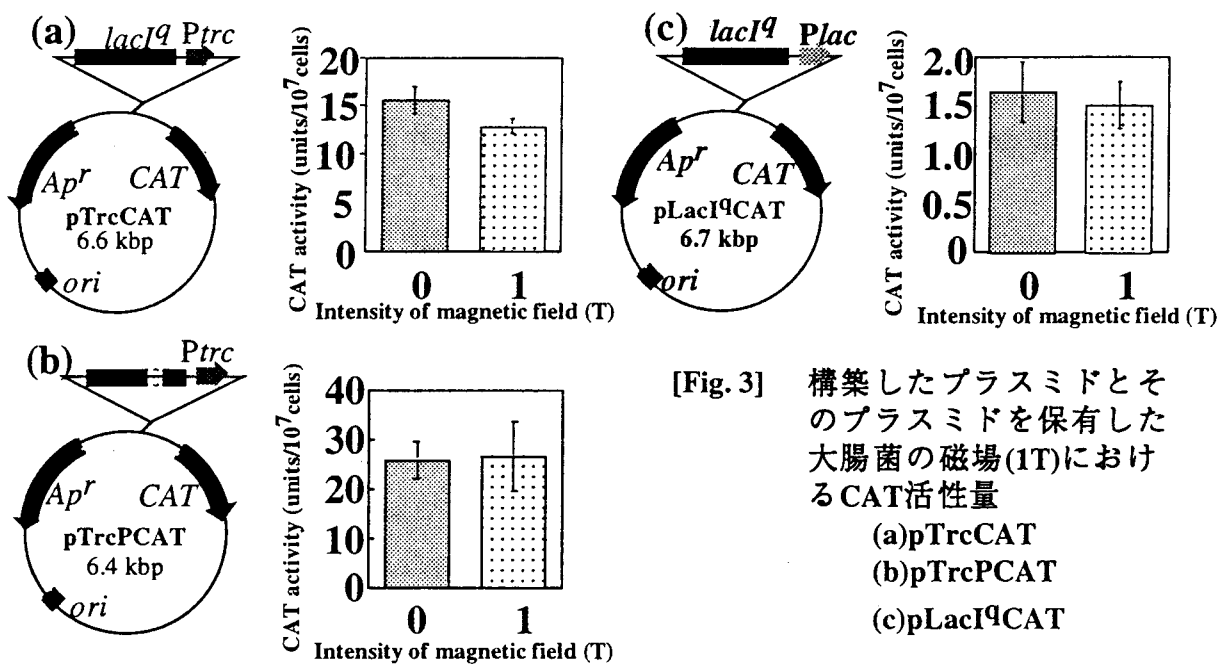 (a)
lacIq Ptrc
Apr CAT
pTrcCAT
6.6 kbp
ori
CAT activity (units/10⁷cells)
20
15
10
5
0
0 1
Intensity of magnetic field (T)
(c)
lacIq Plac
Apr CAT
pLacIqCAT
6.7 kbp
ori
CAT activity (units/10⁷cells)
2.0
1.5
1.0
0.5
0
0 1
Intensity of magnetic field (T)
(b)
Ptrc
Apr CAT
pTrcPCAT
6.4 kbp
ori
CAT activity (units/10⁷cells)
40
30
20
10
0
0 1
Intensity of magnetic field (T)
[Fig. 3] 構築したプラスミドとそ
のプラスミドを保有した
大腸菌の磁場(1T)におけ
るCAT活性量
(a)pTrcCAT
(b)pTrcPCAT
(c)pLacIqCAT